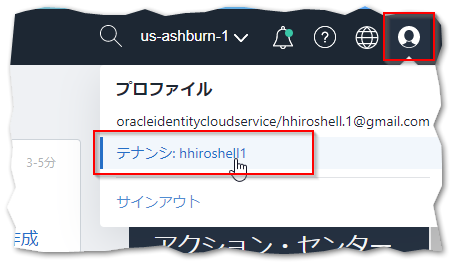 us-ashburn-1
プロファイル
oracleidentitycloudservice/hhiroshell.1@gmail.com
テナンシ: hhiroshell1
3-5分
サインアウト
作成
アクション・センター